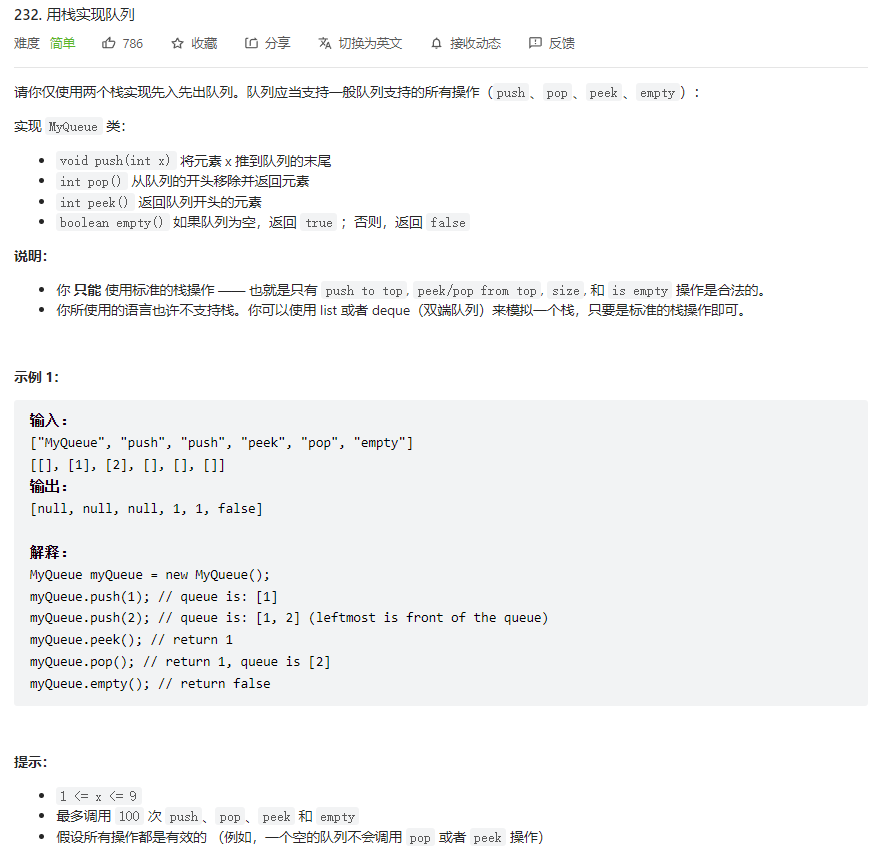 232. 用栈实现队列
难度 简单 786 收藏 分享 切换为英文 接收动态 反馈
请你仅使用两个栈实现先入先出队列。队列应当支持一般队列支持的所有操作（push、pop、peek、empty）：
实现 MyQueue 类：
• void push(int x) 将元素 x 推到队列的末尾
• int pop() 从队列的开头移除并返回元素
• int peek() 返回队列开头的元素
• boolean empty() 如果队列为空，返回 true ；否则，返回 false
说明：
• 你 只能 使用标准的栈操作 —— 也就是只有 push to top, peek/pop from top, size, 和 is empty 操作是合法的。
• 你所使用的语言也许不支持栈。你可以使用 list 或者 deque（双端队列）来模拟一个栈，只要是标准的栈操作即可。
示例 1：
输入：
["MyQueue", "push", "push", "peek", "pop", "empty"]
[[], [1], [2], [], [], []]
输出：
[null, null, null, 1, 1, false]
解释：
MyQueue myQueue = new MyQueue();
myQueue.push(1); // queue is: [1]
myQueue.push(2); // queue is: [1, 2] (leftmost is front of the queue)
myQueue.peek(); // return 1
myQueue.pop(); // return 1, queue is [2]
myQueue.empty(); // return false
提示：
• 1 <= x <= 9
• 最多调用 100 次 push、pop、peek 和 empty
• 假设所有操作都是有效的 （例如，一个空的队列不会调用 pop 或者 peek 操作）